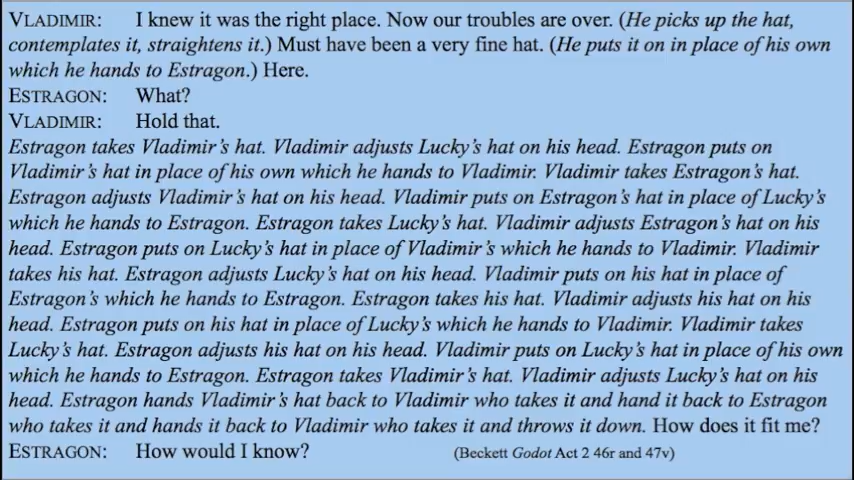 VLADIMIR: I knew it was the right place. Now our troubles are over. (He picks up the hat,
contemplates it, straightens it.) Must have been a very fine hat. (He puts it on in place of his own
which he hands to Estragon.) Here.
ESTRAGON: What?
VLADIMIR: Hold that.
Estragon takes Vladimir's hat. Vladimir adjusts Lucky's hat on his head. Estragon puts on
Vladimir's hat in place of his own which he hands to Vladimir. Vladimir takes Estragon's hat.
Estragon adjusts Vladimir's hat on his head. Vladimir puts on Estragon's hat in place of Lucky's
which he hands to Estragon. Estragon takes Lucky's hat. Vladimir adjusts Estragon's hat on his
head. Estragon puts on Lucky's hat in place of Vladimir's which he hands to Vladimir. Vladimir
takes his hat. Estragon adjusts Lucky's hat on his head. Vladimir puts on his hat in place of
Estragon's which he hands to Estragon. Estragon takes his hat. Vladimir adjusts his hat on his
head. Estragon puts on his hat in place of Lucky's which he hands to Vladimir. Vladimir takes
Lucky's hat. Estragon adjusts his hat on his head. Vladimir puts on Lucky's hat in place of his own
which he hands to Estragon. Estragon takes Vladimir's hat. Vladimir adjusts Lucky's hat on his
head. Estragon hands Vladimir's hat back to Vladimir who takes it and hand it back to Estragon
who takes it and hands it back to Vladimir who takes it and throws it down. How does it fit me?
ESTRAGON: How would I know? (Beckett Godot Act 2 46r and 47v)